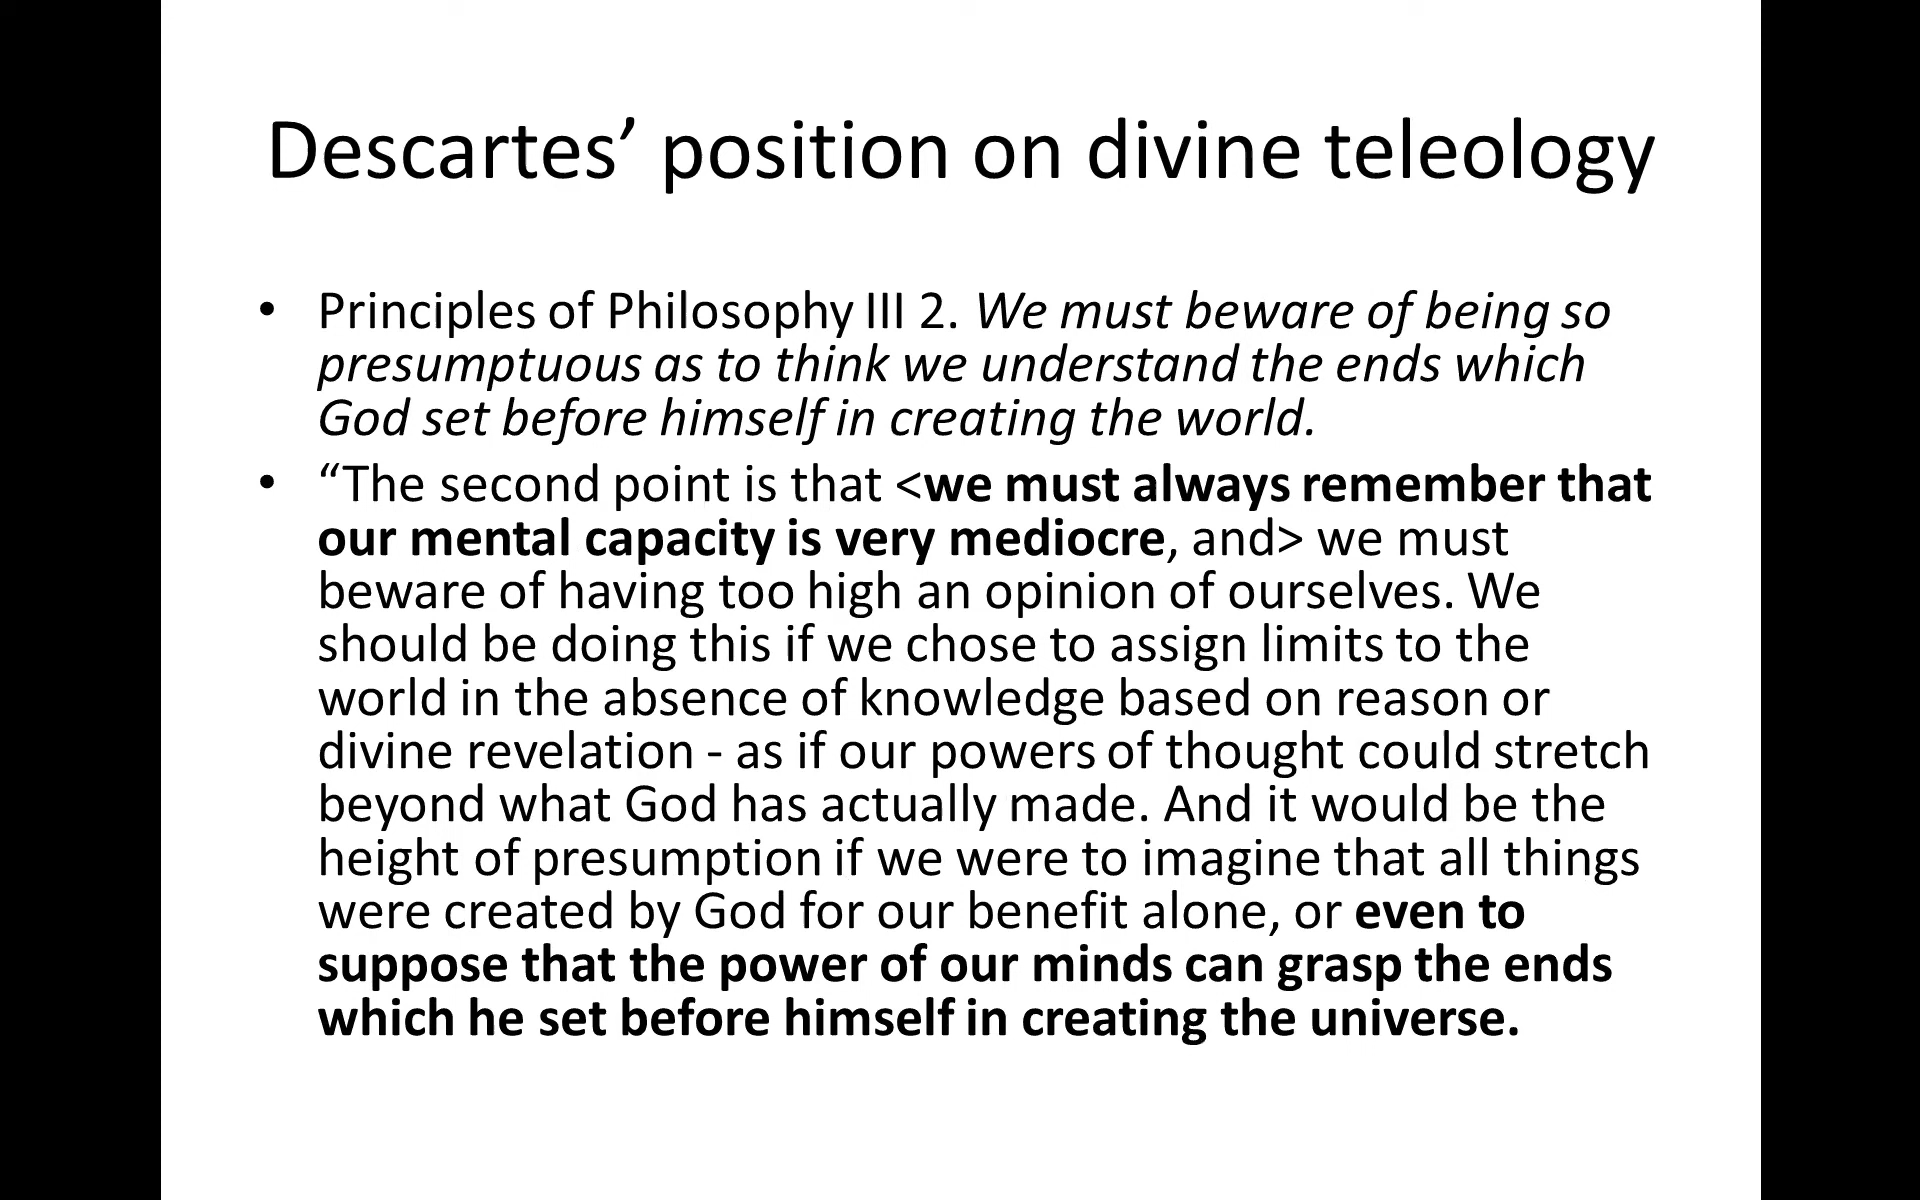 Descartes’ position on divine teleology
• Principles of Philosophy III 2. We must beware of being so
presumptuous as to think we understand the ends which
God set before himself in creating the world.
• “The second point is that <we must always remember that
our mental capacity is very mediocre, and> we must
beware of having too high an opinion of ourselves. We
should be doing this if we chose to assign limits to the
world in the absence of knowledge based on reason or
divine revelation - as if our powers of thought could stretch
beyond what God has actually made. And it would be the
height of presumption if we were to imagine that all things
were created by God for our benefit alone, or even to
suppose that the power of our minds can grasp the ends
which he set before himself in creating the universe.